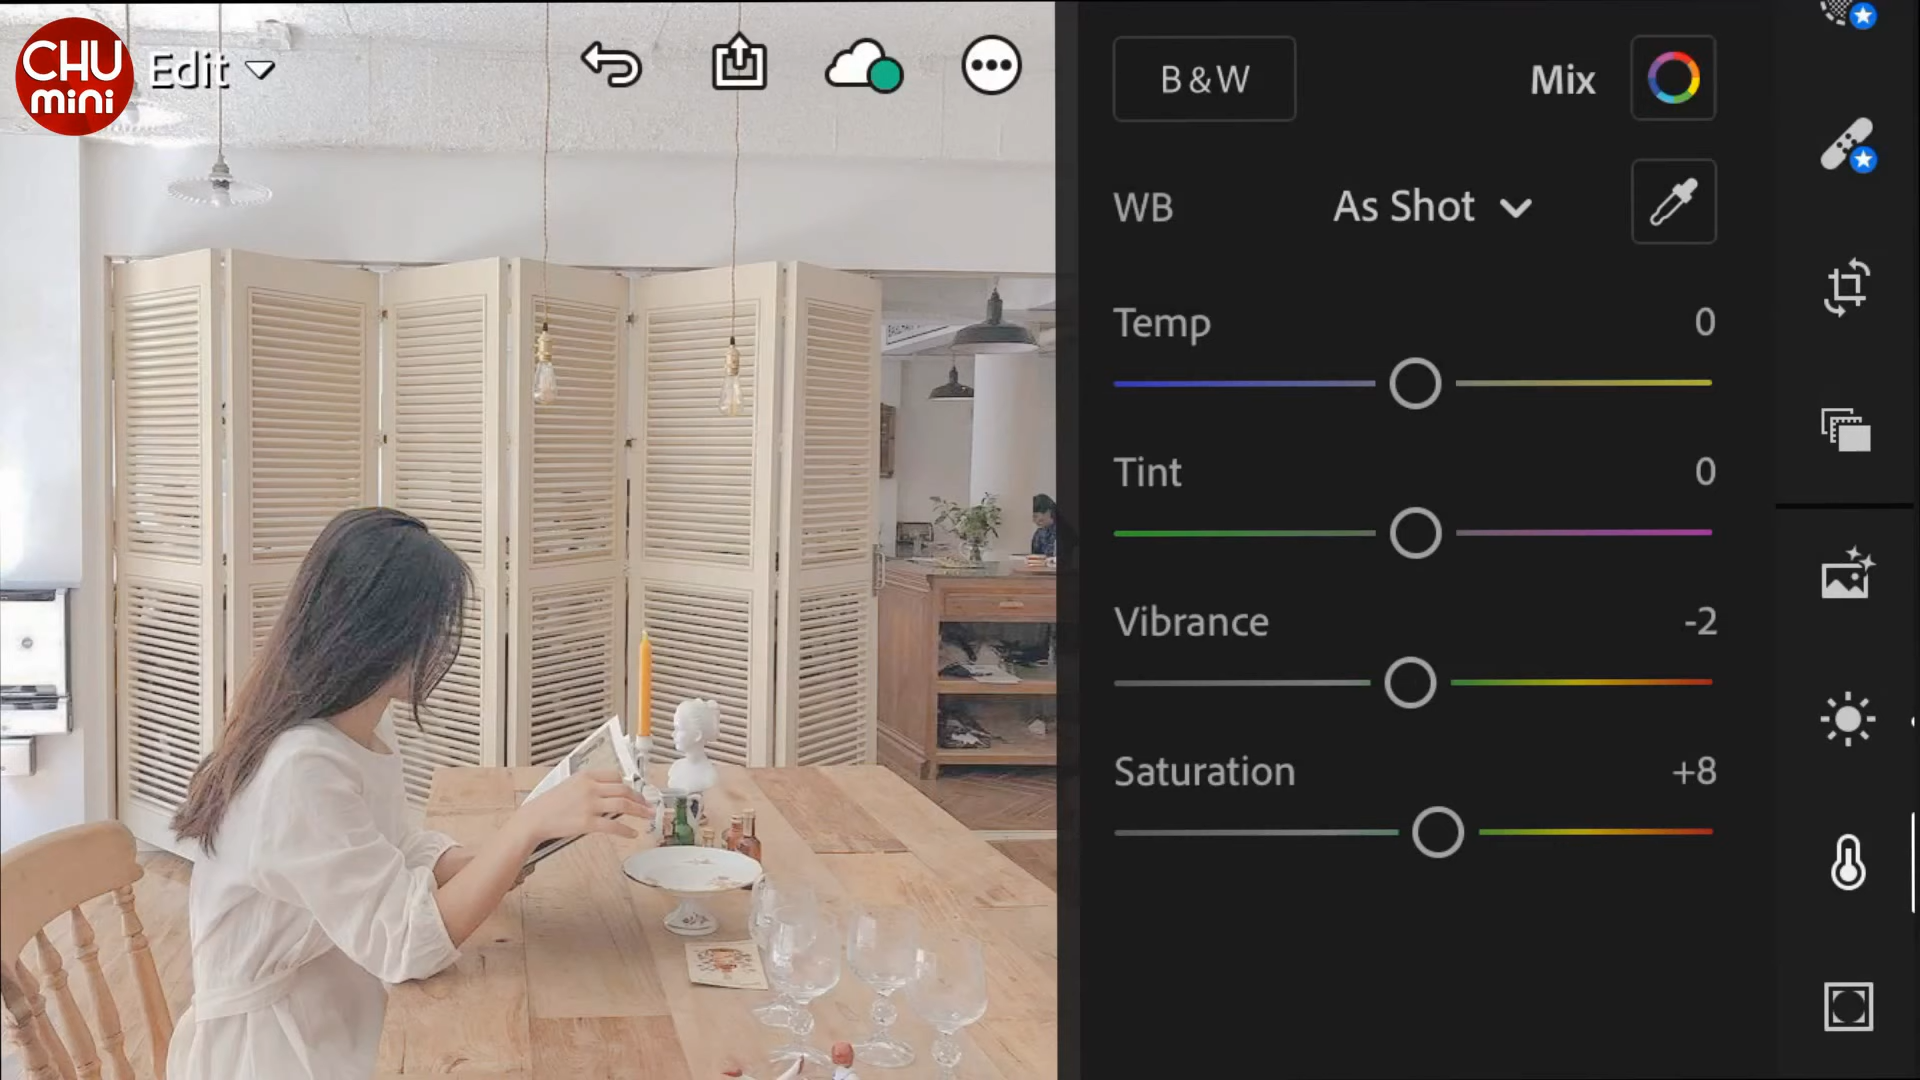 CHU
mini
Edit
B & W
Mix
WB
As Shot
Temp
0
Tint
0
Vibrance
-2
Saturation
+8